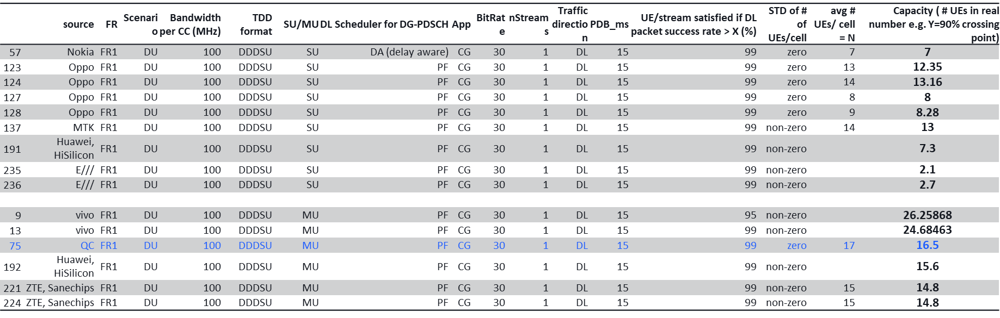 source FR Scenario Bandwidth per CC (MHz) TDD format SU/MU DL Scheduler for DG-PDSCH App BitRate nStreams Traffic direction PDB_ms UE/stream satisfied if DL packet success rate > X (%) STD of # of UEs/cell avg # UEs/ cell = N Capacity ( # UEs in real number e.g. Y=90% crossing point)
57 Nokia FR1 DU 100 DDDSU SU DA (delay aware) CG 30 1 DL 15 99 zero 7 7
123 Oppo FR1 DU 100 DDDSU SU PF CG 30 1 DL 15 99 zero 13 12.35
124 Oppo FR1 DU 100 DDDSU SU PF CG 30 1 DL 15 99 zero 14 13.16
127 Oppo FR1 DU 100 DDDSU SU PF CG 30 1 DL 15 99 zero 8 8
128 Oppo FR1 DU 100 DDDSU SU PF CG 30 1 DL 15 99 zero 9 8.28
137 MTK FR1 DU 100 DDDSU SU PF CG 30 1 DL 15 99 non-zero 14 13
191 Huawei, HiSilicon FR1 DU 100 DDDSU SU PF CG 30 1 DL 15 99 non-zero 7.3
235 E/// FR1 DU 100 DDDSU SU PF CG 30 1 DL 15 99 non-zero 2.1
236 E/// FR1 DU 100 DDDSU SU PF CG 30 1 DL 15 99 non-zero 2.7
9 vivo FR1 DU 100 DDDSU MU PF CG 30 1 DL 15 95 non-zero 26.25868
13 vivo FR1 DU 100 DDDSU MU PF CG 30 1 DL 15 99 non-zero 24.68463
75 QC FR1 DU 100 DDDSU MU PF CG 30 1 DL 15 99 zero 17 16.5
192 Huawei, HiSilicon FR1 DU 100 DDDSU MU PF CG 30 1 DL 15 99 non-zero 15.6
221 ZTE, Sanechips FR1 DU 100 DDDSU MU PF CG 30 1 DL 15 99 non-zero 15 14.8
224 ZTE, Sanechips FR1 DU 100 DDDSU MU PF CG 30 1 DL 15 99 non-zero 15 14.8